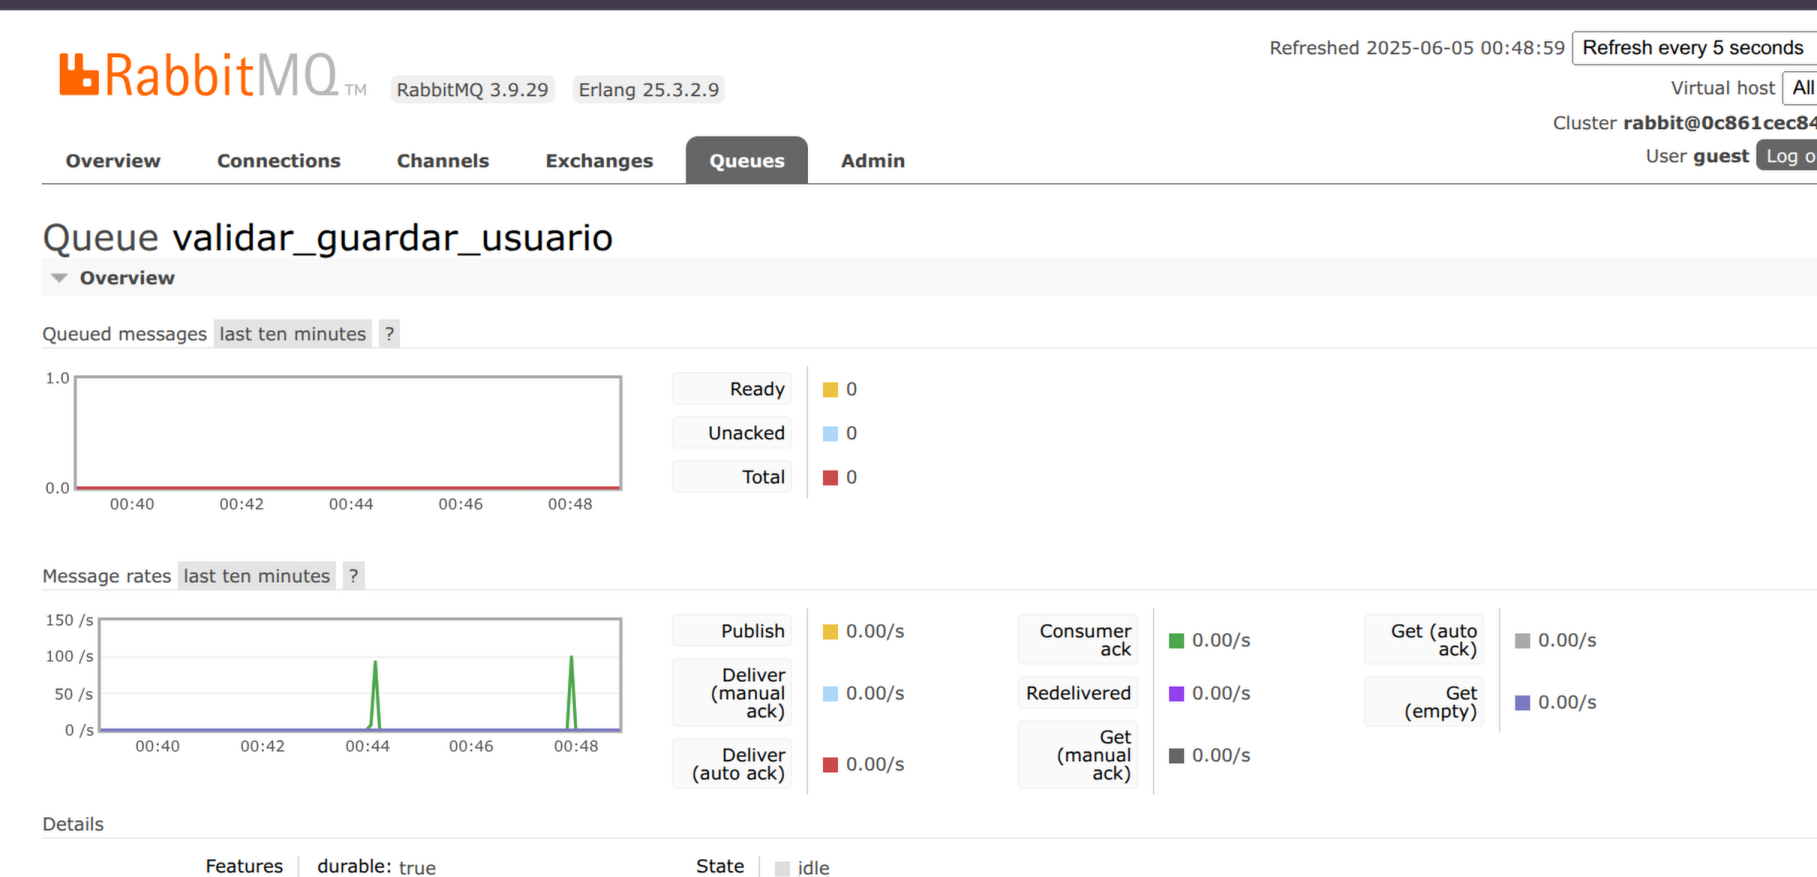 Refreshed 2025-06-05 00:48:59 Refresh every 5 seconds
RabbitMQ TM RabbitMQ 3.9.29 Erlang 25.3.2.9
Virtual host All
Cluster rabbit@0c861cec84
User guest Log o
Overview Connections Channels Exchanges Queues Admin
Queue validar_guardar_usuario
Overview
Queued messages last ten minutes ?
1.0
0.0
00:40 00:42 00:44 00:46 00:48
Ready 0
Unacked 0
Total 0
Message rates last ten minutes ?
150 /s
100 /s
50 /s
0 /s
00:40 00:42 00:44 00:46 00:48
Publish 0.00/s
Deliver
(manual 0.00/s
ack)
Deliver
(auto ack) 0.00/s
Consumer
ack 0.00/s
Redelivered 0.00/s
Get
(manual 0.00/s
ack)
Get (auto
ack) 0.00/s
Get
(empty) 0.00/s
Details
Features durable: true State idle